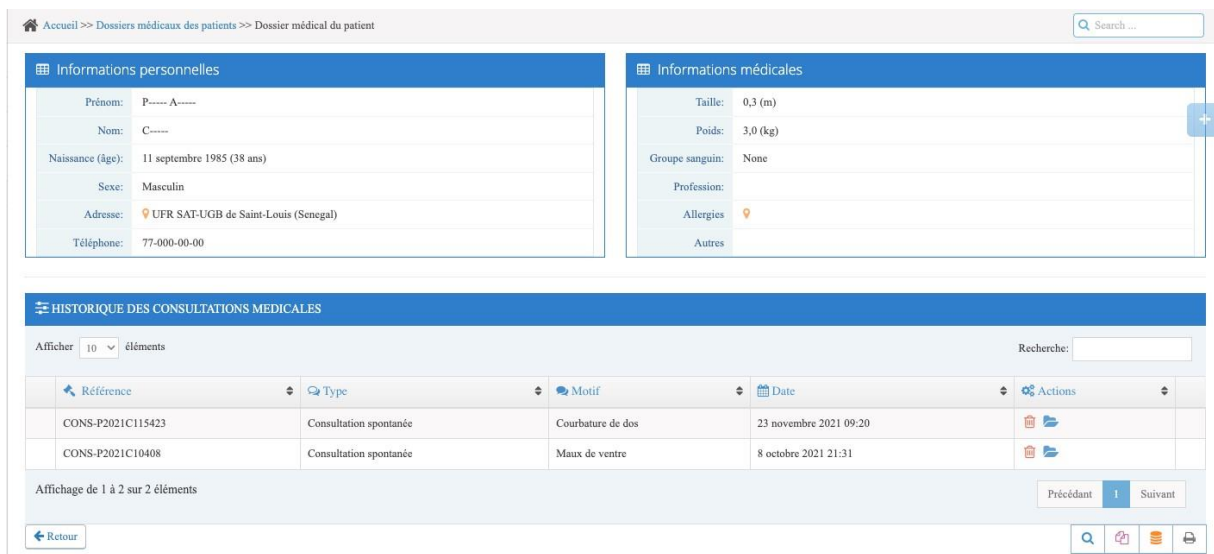 Accueil >> Dossiers médicaux des patients >> Dossier médical du patient
Search ...
Informations personnelles
Prénom: P----- A-----
Nom: C-----
Naissance (âge): 11 septembre 1985 (38 ans)
Sexe: Masculin
Adresse: UFR SAT-UGB de Saint-Louis (Senegal)
Téléphone: 77-000-00-00
Informations médicales
Taille: 0,3 (m)
Poids: 3,0 (kg)
Groupe sanguin: None
Profession:
Allergies
Autres
HISTORIQUE DES CONSULTATIONS MEDICALES
Afficher 10 éléments
Recherche:
Référence Type Motif Date Actions
CONS-P2021C115423 Consultation spontanée Courbature de dos 23 novembre 2021 09:20
CONS-P2021C10408 Consultation spontanée Maux de ventre 8 octobre 2021 21:31
Affichage de 1 à 2 sur 2 éléments
Précédant 1 Suivant
Retour